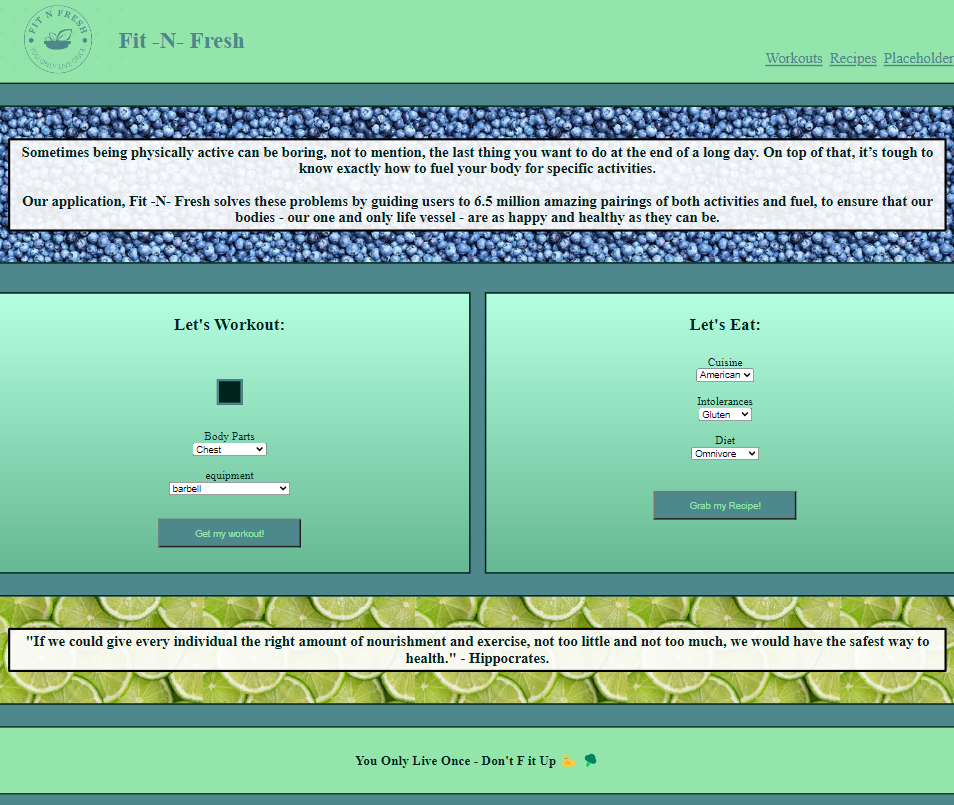 FIT N FRESH
YOU ONLY LIVE ONCE
Fit -N- Fresh
Workouts Recipes Placeholder
Sometimes being physically active can be boring, not to mention, the last thing you want to do at the end of a long day. On top of that, it’s tough to
know exactly how to fuel your body for specific activities.
Our application, Fit -N- Fresh solves these problems by guiding users to 6.5 million amazing pairings of both activities and fuel, to ensure that our
bodies - our one and only life vessel - are as happy and healthy as they can be.
Let's Workout:
Body Parts
Chest
equipment
barbell
Get my workout!
Let's Eat:
Cuisine
American
Intolerances
Gluten
Diet
Omnivore
Grab my Recipe!
"If we could give every individual the right amount of nourishment and exercise, not too little and not too much, we would have the safest way to
health." - Hippocrates.
You Only Live Once - Don't F it Up 💪 🥦